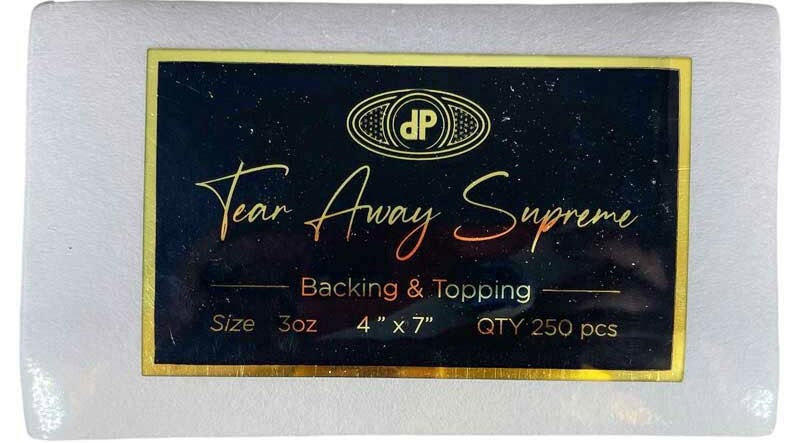 dP
Tear Away Supreme
Backing & Topping
Size 3oz 4" x 7" QTY 250 pcs